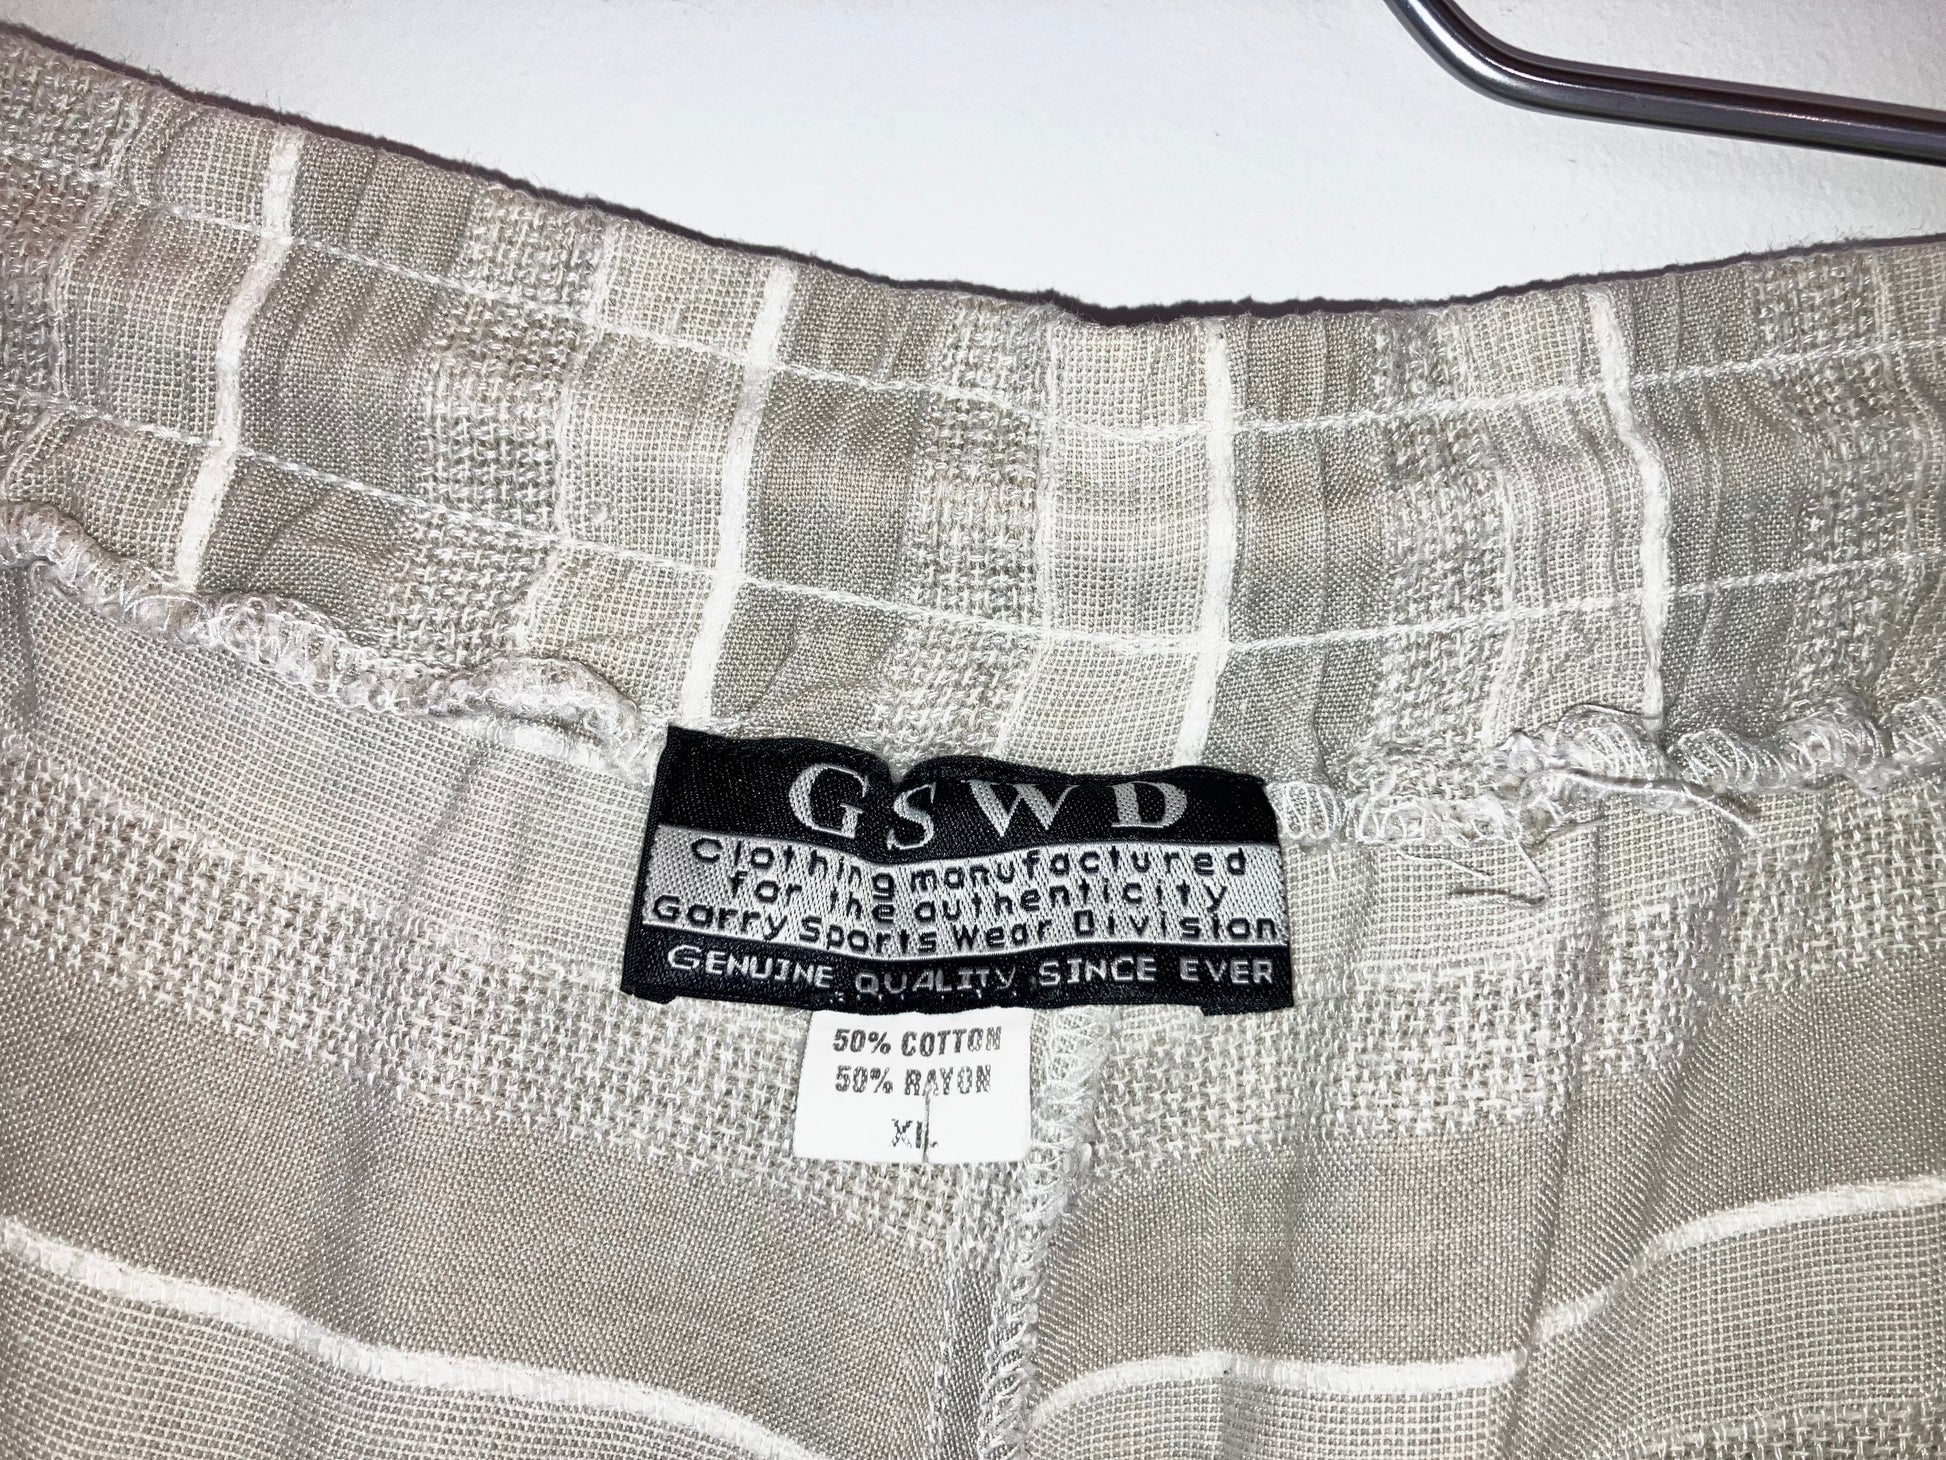 GSWD
Clothing manufactured
for the authenticity
Garry Sports Wear Division
GENUINE QUALITY SINCE EVER
50% COTTON
50% RAYON
XL